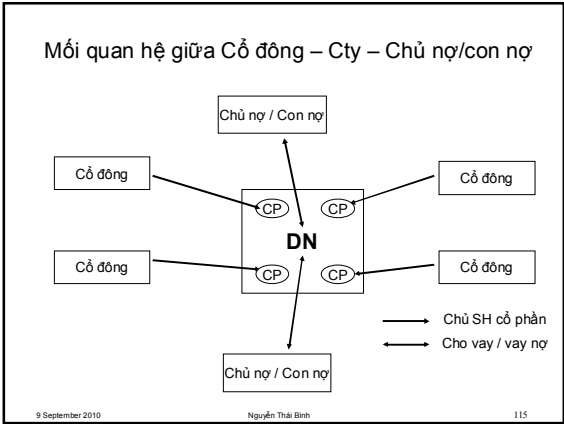 Mối quan hệ giữa Cổ đông – Cty – Chủ nợ/con nợ
Chủ nợ / Con nợ
Cổ đông
Cổ đông
CP
CP
DN
Cổ đông
CP
CP
Cổ đông
Chủ SH cổ phần
Cho vay / vay nợ
Chủ nợ / Con nợ
9 September 2010
Nguyễn Thái Bình
115